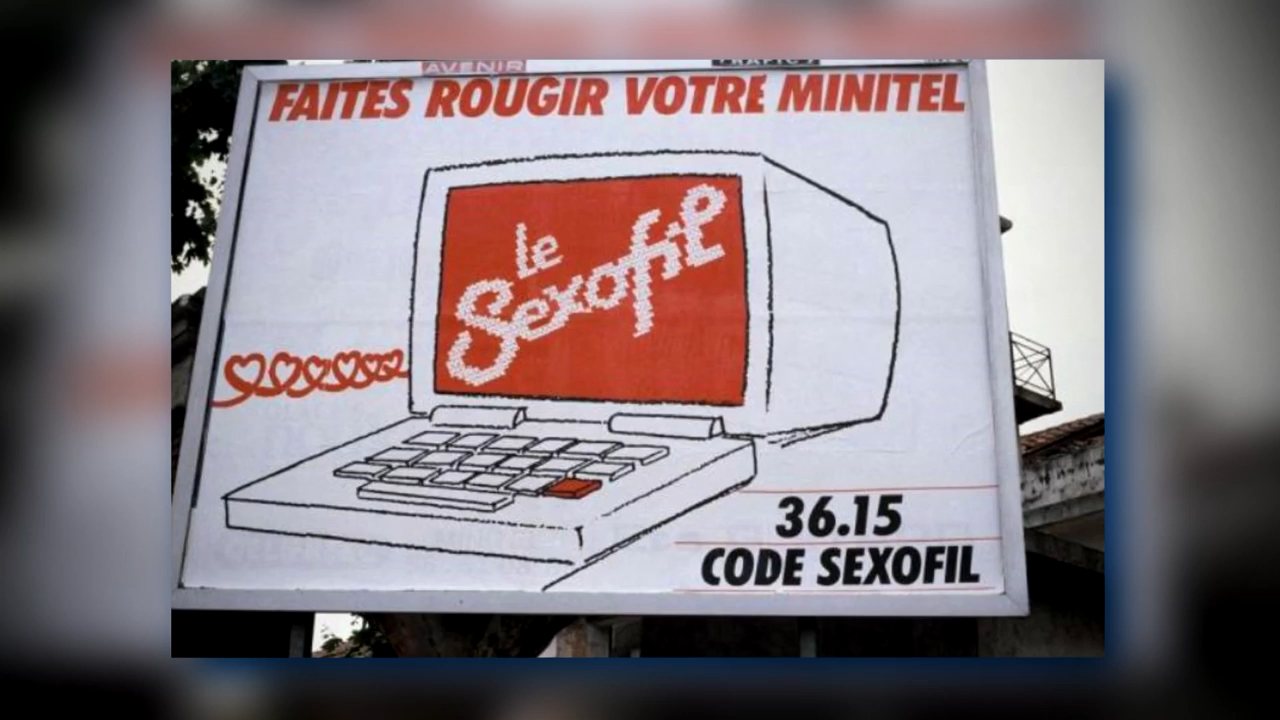 AVENIR
FAITES ROUGIR VOTRE MINITEL
le
Sexofil
36.15
CODE SEXOFIL